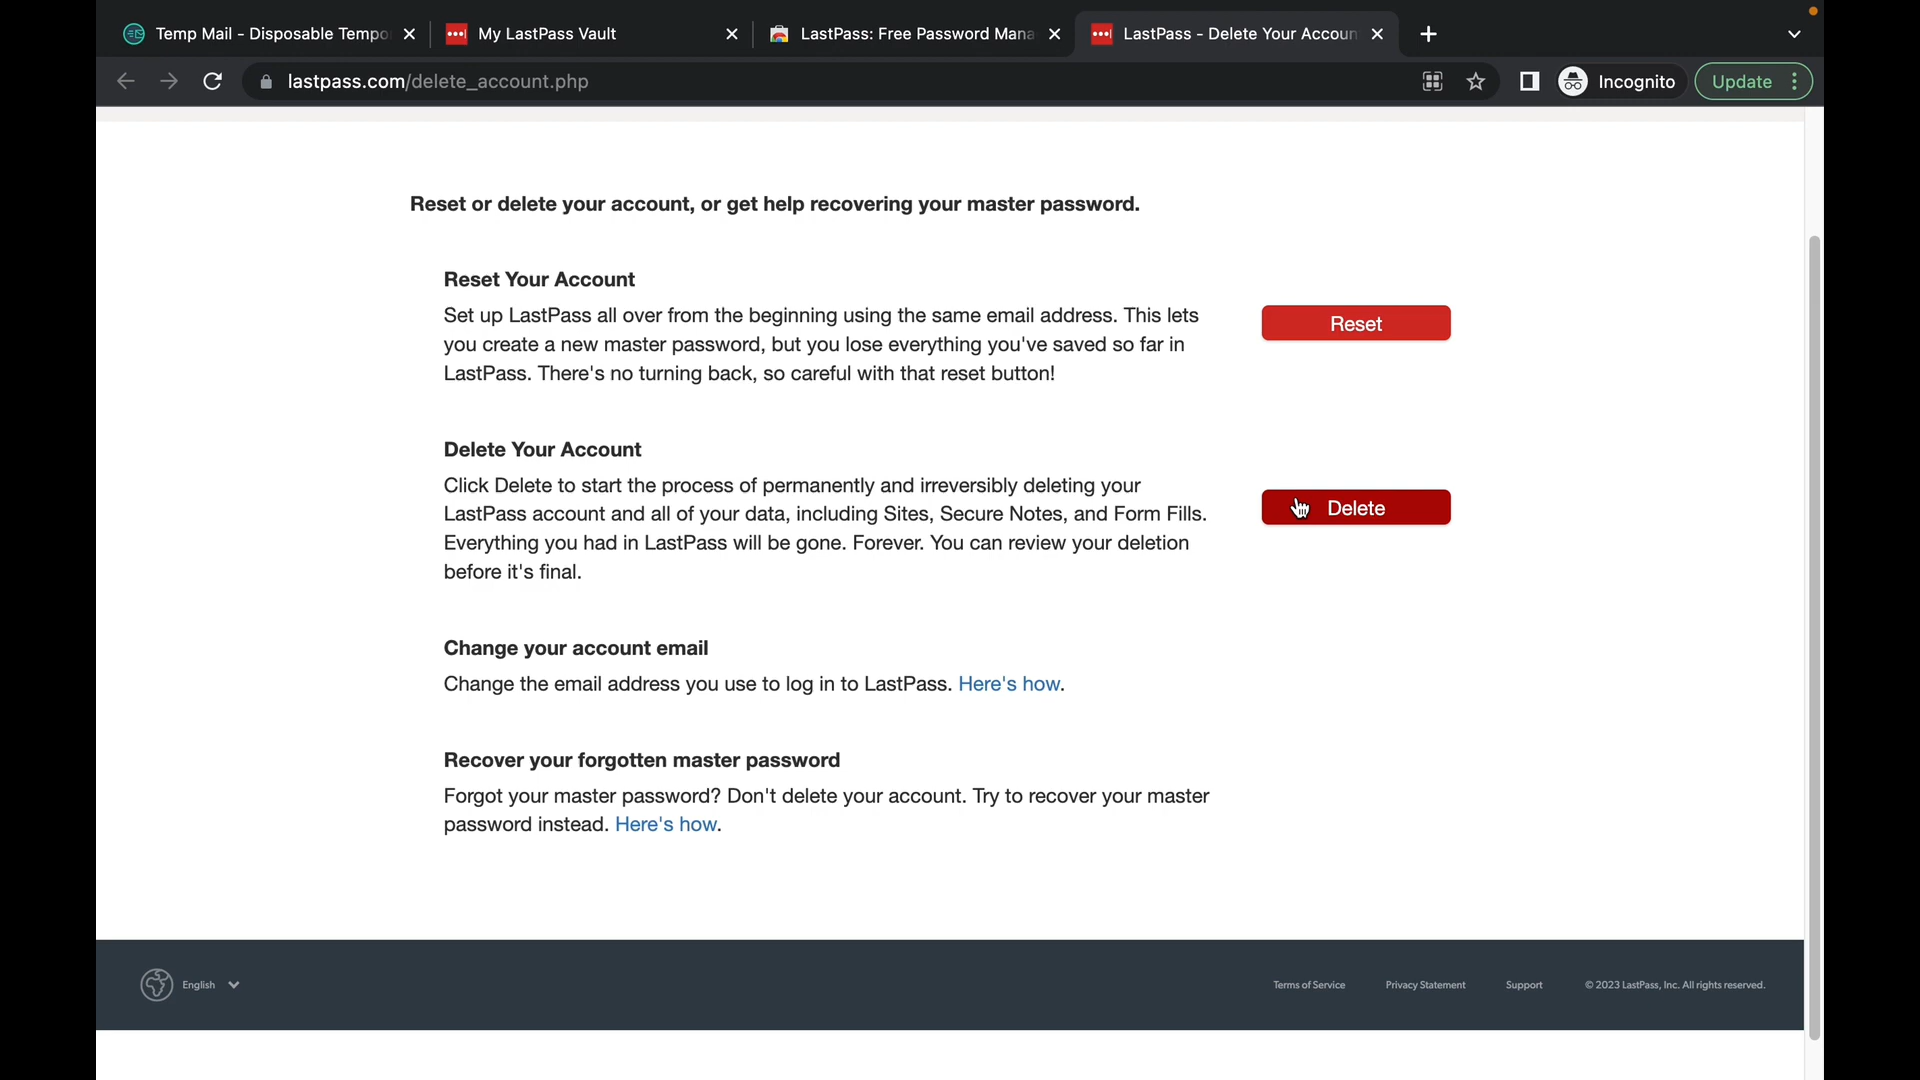 Temp Mail - Disposable Tempo
My LastPass Vault
LastPass: Free Password Mana
LastPass - Delete Your Accoun
lastpass.com/delete_account.php
Incognito
Update
Reset or delete your account, or get help recovering your master password.
Reset Your Account
Set up LastPass all over from the beginning using the same email address. This lets
you create a new master password, but you lose everything you've saved so far in
LastPass. There's no turning back, so careful with that reset button!
Reset
Delete Your Account
Click Delete to start the process of permanently and irreversibly deleting your
LastPass account and all of your data, including Sites, Secure Notes, and Form Fills.
Everything you had in LastPass will be gone. Forever. You can review your deletion
before it's final.
Delete
Change your account email
Change the email address you use to log in to LastPass. Here's how.
Recover your forgotten master password
Forgot your master password? Don't delete your account. Try to recover your master
password instead. Here's how.
English
Terms of Service
Privacy Statement
Support
© 2023 LastPass, Inc. All rights reserved.